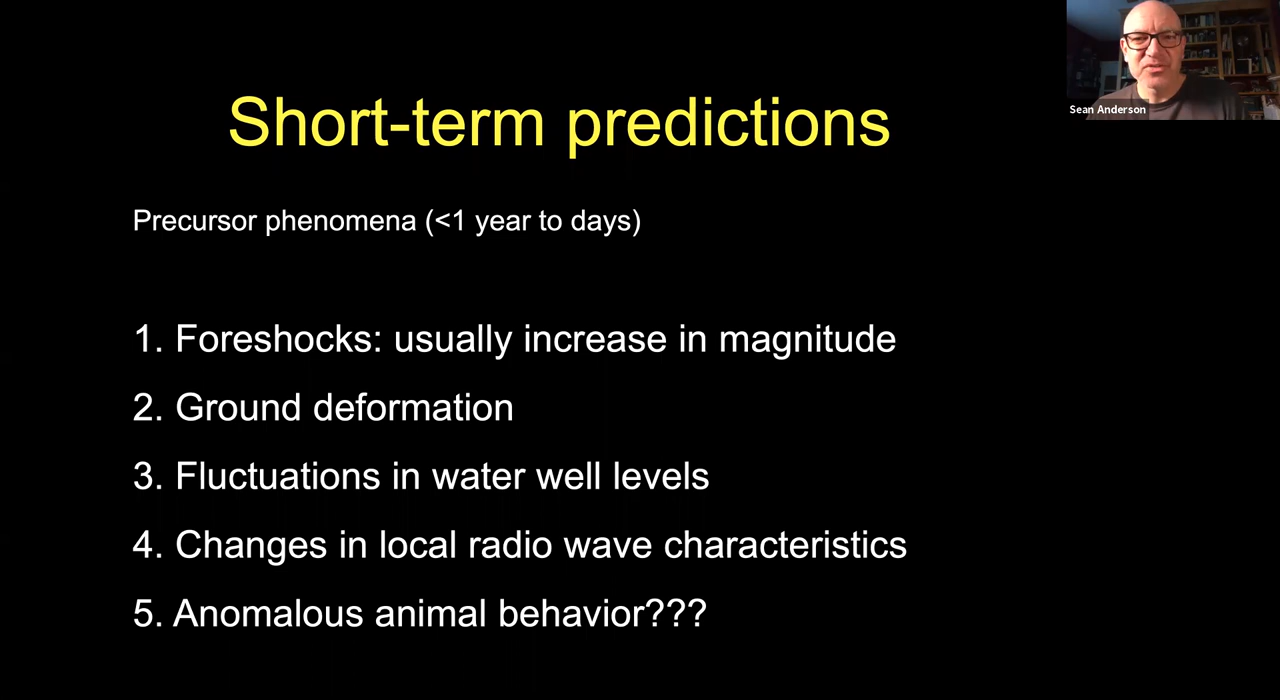 Short-term predictions
Sean Anderson
Precursor phenomena (<1 year to days)
1. Foreshocks: usually increase in magnitude
2. Ground deformation
3. Fluctuations in water well levels
4. Changes in local radio wave characteristics
5. Anomalous animal behavior???